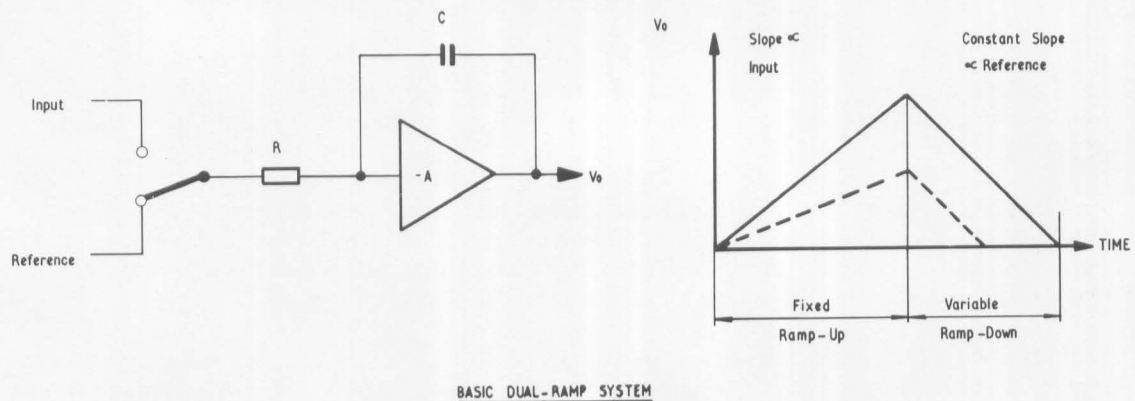 C
Input
R
-A
Vo
Reference
Vo
Slope ∝
Input
Constant Slope
∝ Reference
TIME
Fixed
Ramp-Up
Variable
Ramp-Down
BASIC DUAL-RAMP SYSTEM